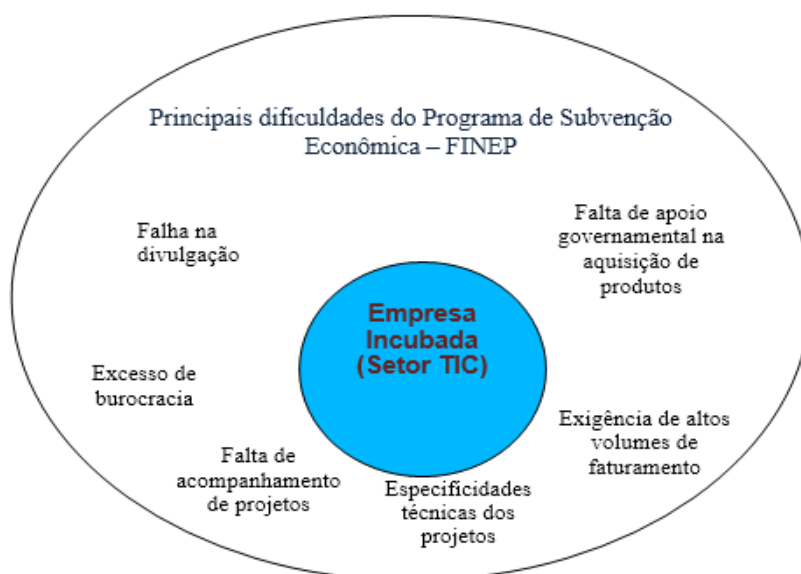 Principais dificuldades do Programa de Subvenção
Econômica – FINEP
Falha na
divulgação
Falta de apoio
governamental na
aquisição de
produtos
Empresa
Incubada
(Setor TIC)
Excesso de
burocracia
Exigência de altos
volumes de
faturamento
Falta de
acompanhamento
de projetos
Especificidades
técnicas dos
projetos